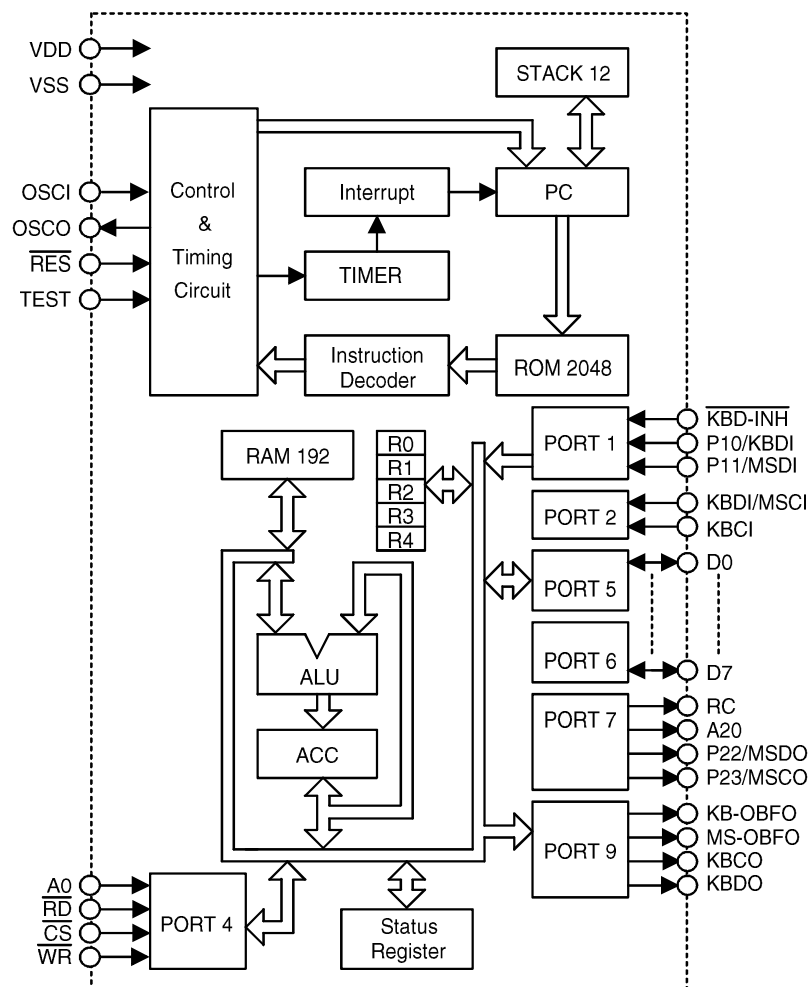 VDD
VSS
STACK 12
OSCI
OSCO
RES
TEST
Control
&
Timing
Circuit
Interrupt
PC
TIMER
Instruction
Decoder
ROM 2048
RAM 192
R0
R1
R2
R3
R4
PORT 1
KBD-INH
P10/KBDI
P11/MSDI
PORT 2
KBDI/MSCI
KBCI
PORT 5
D0
PORT 6
D7
ALU
ACC
PORT 7
RC
A20
P22/MSDO
P23/MSCO
PORT 9
KB-OBFO
MS-OBFO
KBCO
KBDO
A0
RD
CS
WR
PORT 4
Status
Register